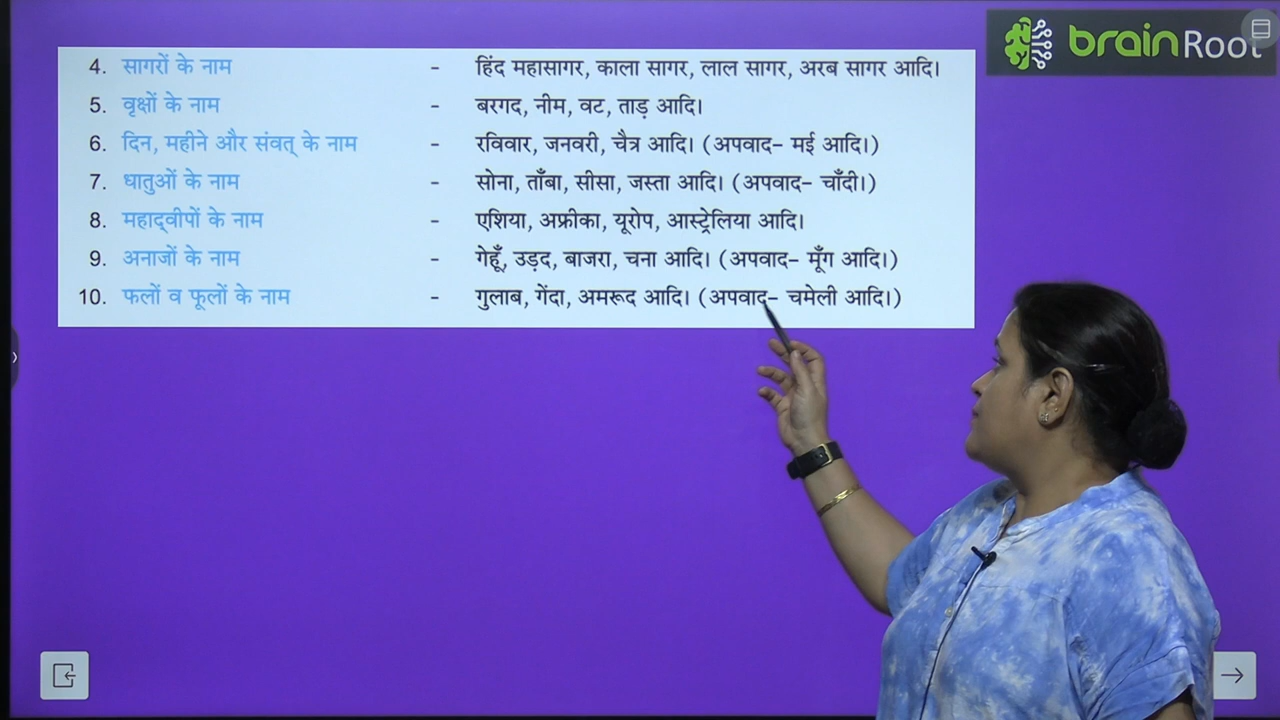 brainRoot
4. सागरों के नाम - हिंद महासागर, काला सागर, लाल सागर, अरब सागर आदि।
5. वृक्षों के नाम - बरगद, नीम, वट, ताड़ आदि।
6. दिन, महीने और संवत् के नाम - रविवार, जनवरी, चैत्र आदि। (अपवाद- मई आदि।)
7. धातुओं के नाम - सोना, ताँबा, सीसा, जस्ता आदि। (अपवाद- चाँदी।)
8. महाद्वीपों के नाम - एशिया, अफ्रीका, यूरोप, आस्ट्रेलिया आदि।
9. अनाजों के नाम - गेहूँ, उड़द, बाजरा, चना आदि। (अपवाद- मूँग आदि।)
10. फलों व फूलों के नाम - गुलाब, गेंदा, अमरूद आदि। (अपवाद- चमेली आदि।)